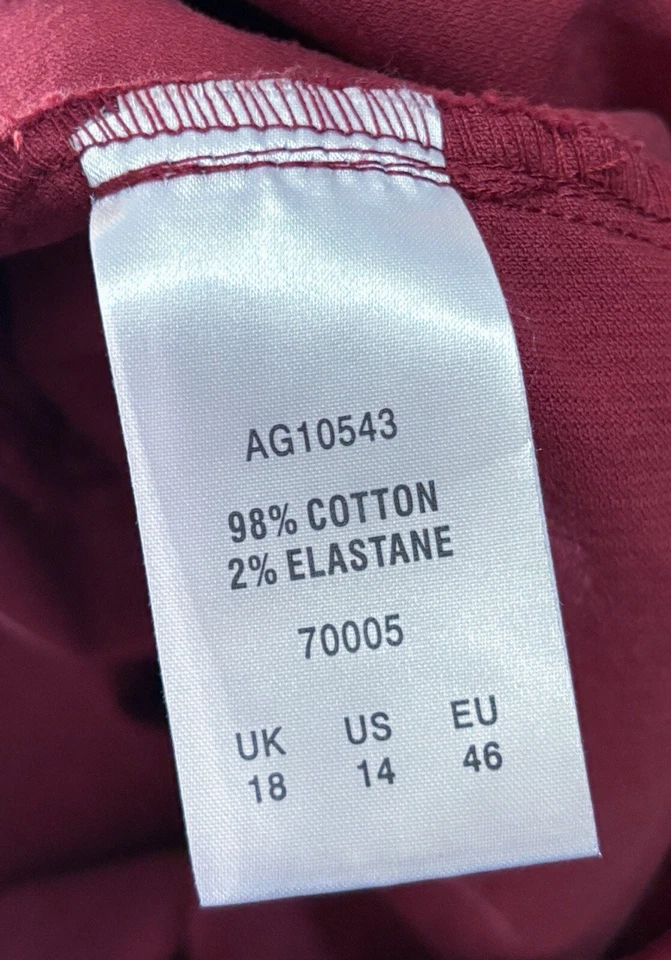 AG10543
98% COTTON
2% ELASTANE
70005
UK US EU
18 14 46